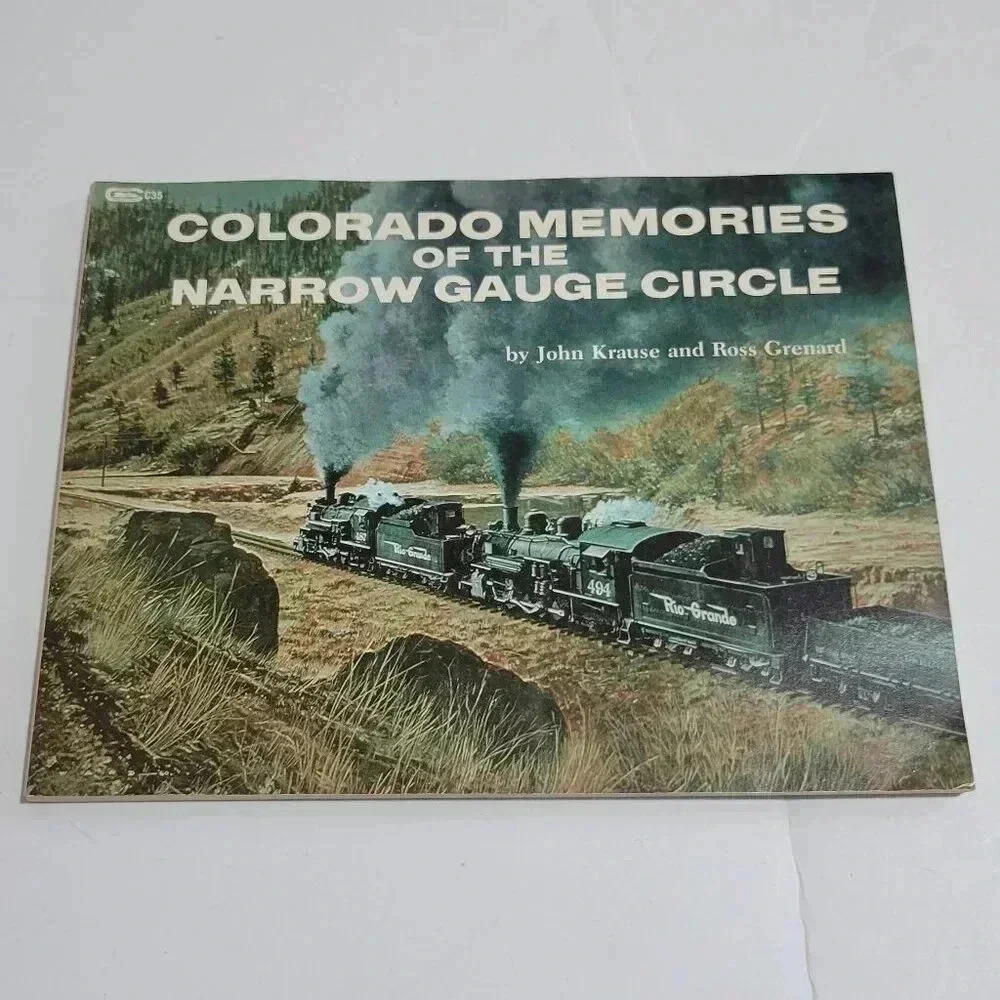 C35
COLORADO MEMORIES
OF THE
NARROW GAUGE CIRCLE
by John Krause and Ross Grenard
487
Rio Grande
494
Rio Grande